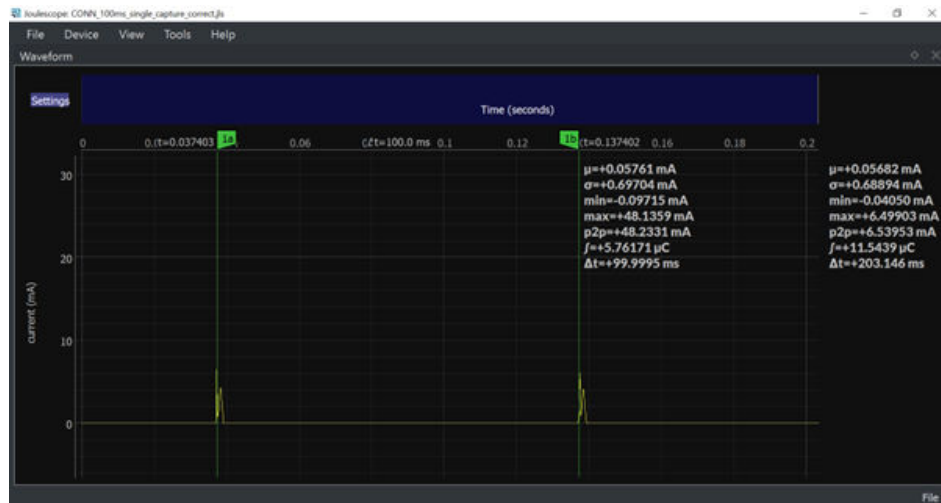 Joulescope: CONN_100ms_single_capture_correct.jls
File Device View Tools Help
Waveform
Settings
Time (seconds)
0 0.(t=0.037403 1a 0.06 Δt=100.0 ms 0.1 0.12 1b t=0.137402 0.16 0.18 0.2
30
20
10
0
current (mA)
μ=+0.05761 mA
σ=+0.69704 mA
min=-0.09715 mA
max=+48.1359 mA
p2p=+48.2331 mA
∫=+5.76171 μC
Δt=+99.9995 ms
μ=+0.05682 mA
σ=+0.68894 mA
min=-0.04050 mA
max=+6.49903 mA
p2p=+6.53953 mA
∫=+11.5439 μC
Δt=+203.146 ms
File